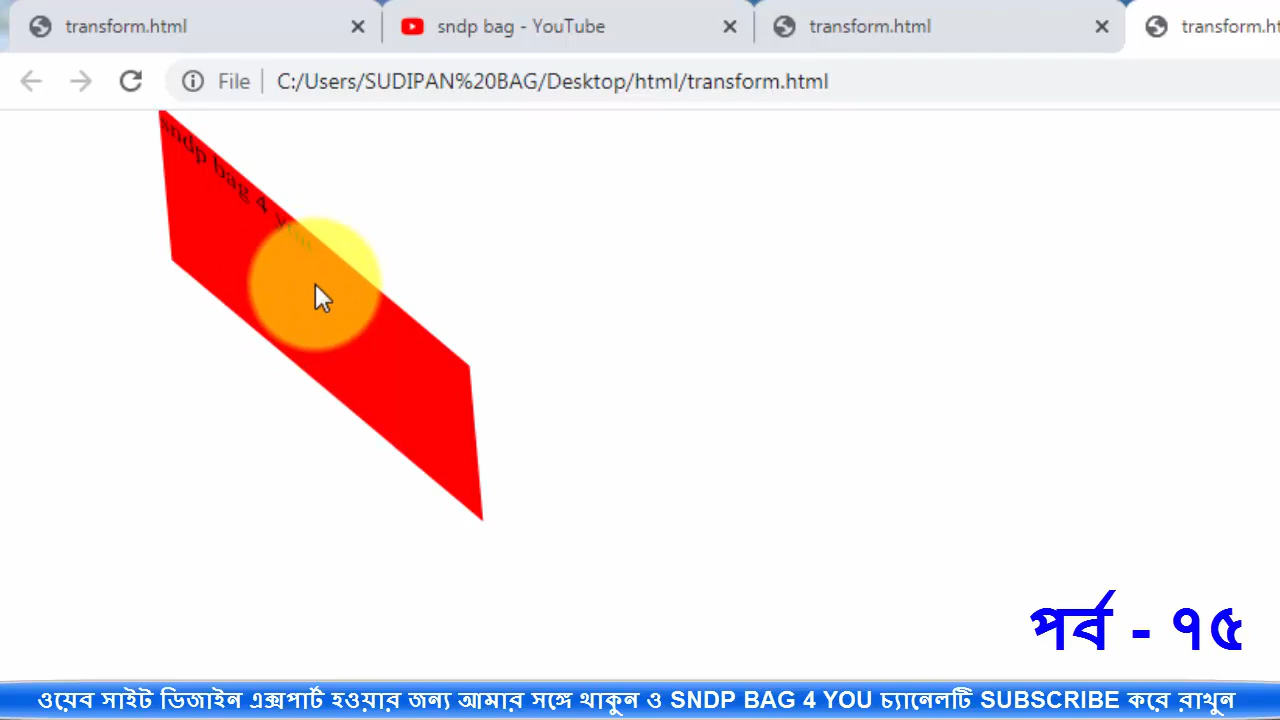 transform.html
sndp bag - YouTube
transform.html
transform.ht
File
C:/Users/SUDIPAN%20BAG/Desktop/html/transform.html
sndp bag 4 you
পর্ব - ১৫
ওয়েব সাইট ডিজাইন এক্সপার্ট হওয়ার জন্য আমার সঙ্গে থাকুন ও SNDP BAG 4 YOU চ্যানেলটি SUBSCRIBE করে রাখুন